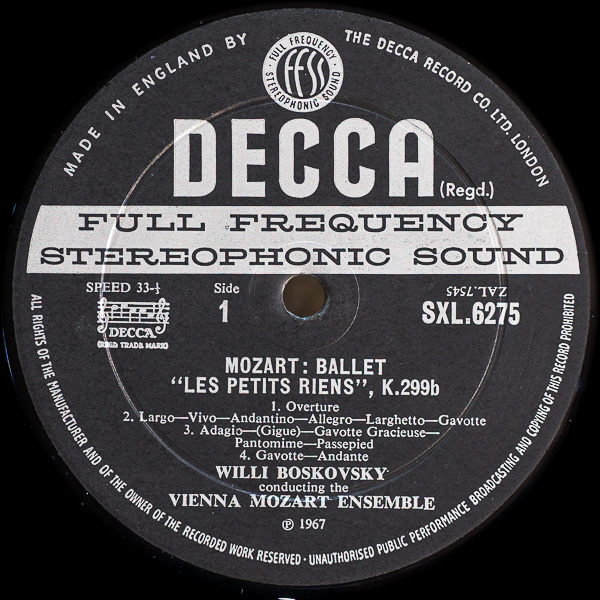 MADE IN ENGLAND BY
THE DECCA RECORD CO. LTD. LONDON
· FULL FREQUENCY ·
FFSS
STEREOPHONIC SOUND
DECCA
(Regd.)
FULL FREQUENCY
STEREOPHONIC SOUND
SPEED 33-⅓
Side
1
DECCA
(REGD TRADE MARK)
ZAL.7545
SXL.6275
MOZART : BALLET
“LES PETITS RIENS”, K.299b
1. Overture
2. Largo—Vivo—Andantino—Allegro—Larghetto—Gavotte
3. Adagio—(Gigue)—Gavotte Gracieuse—
Pantomime—Passepied
4. Gavotte—Andante
WILLI BOSKOVSKY
conducting the
VIENNA MOZART ENSEMBLE
℗ 1967
ALL RIGHTS OF THE MANUFACTURER AND OF THE OWNER OF THE RECORDED WORK RESERVED · UNAUTHORISED PUBLIC PERFORMANCE BROADCASTING AND COPYING OF THIS RECORD PROHIBITED